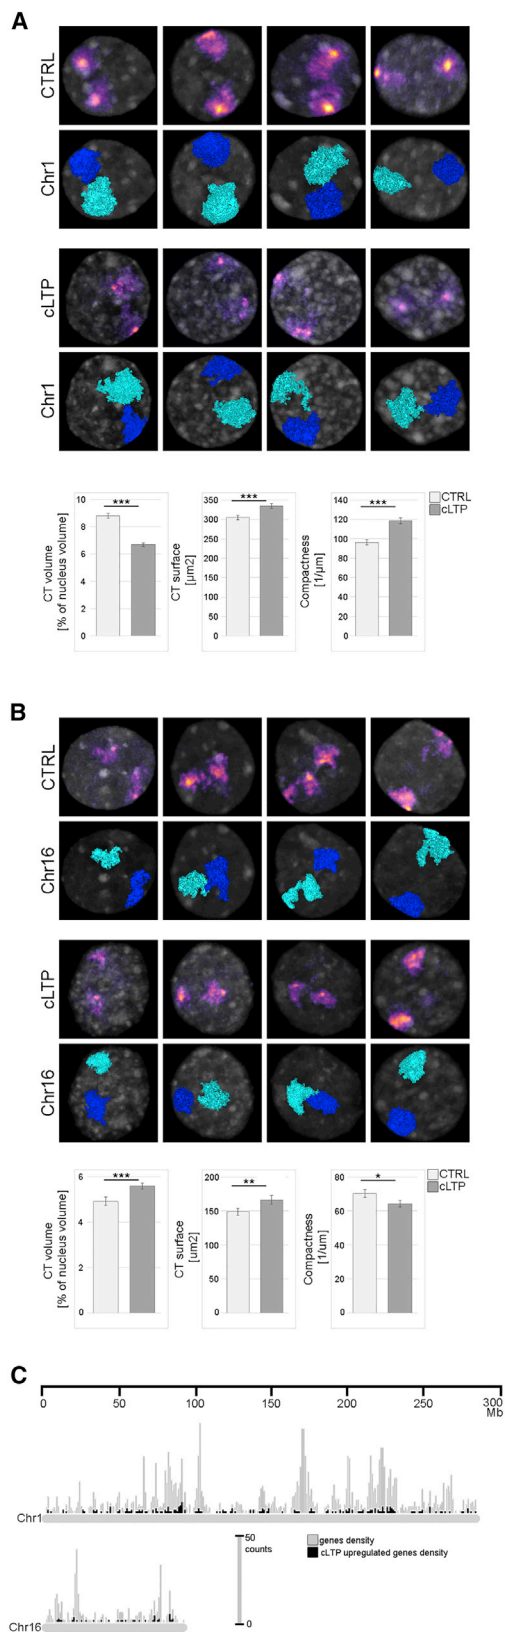 A
CTRL
Chr1
cLTP
Chr1
CT volume
[% of nucleus volume]
10
8
6
4
2
0
***
CT surface
[µm2]
350
300
250
200
150
100
50
0
***
Compactness
[1/µm]
140
120
100
80
60
40
20
0
***
CTRL
cLTP
B
CTRL
Chr16
cLTP
Chr16
CT volume
[% of nucleus volume]
6
4
2
0
***
CT surface
[um2]
200
150
100
50
0
**
Compactness
[1/um]
80
60
40
20
0
*
CTRL
cLTP
C
0 50 100 150 200 250 300
Mb
Chr1
50
counts
0
genes density
cLTP upregulated genes density
Chr16